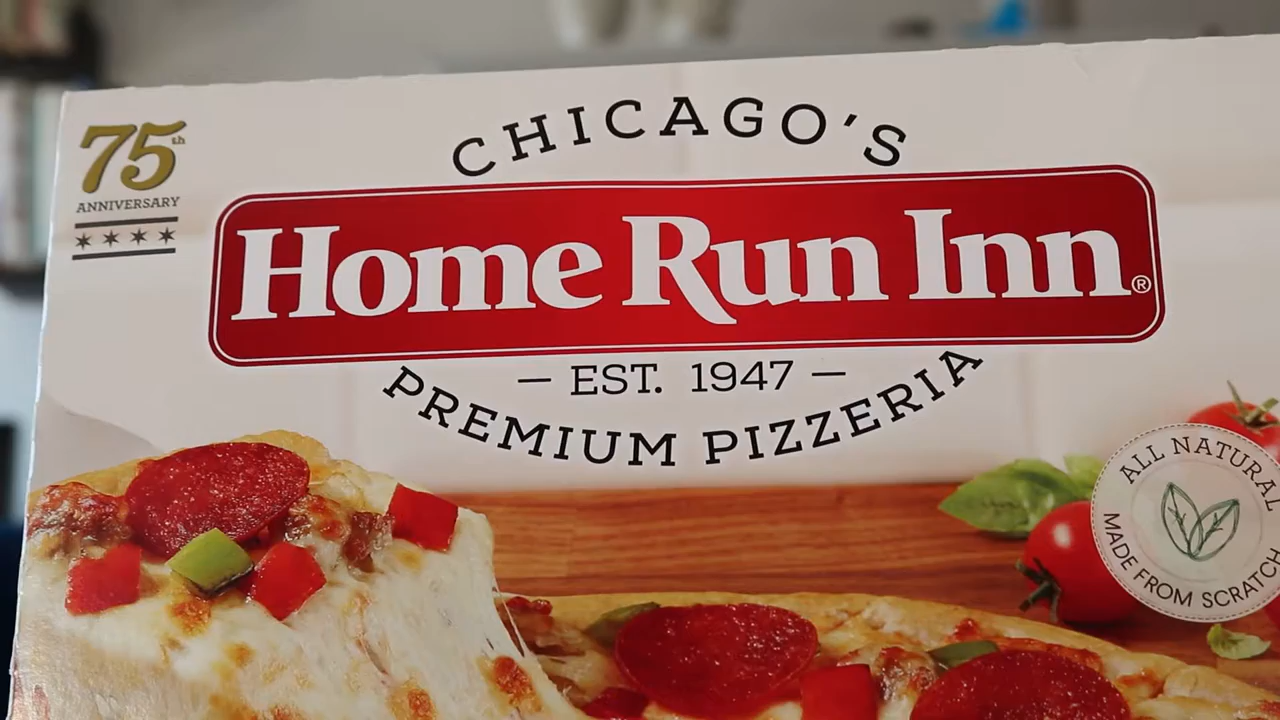 75th
ANNIVERSARY
CHICAGO'S
Home Run Inn®
— EST. 1947 —
PREMIUM PIZZERIA
ALL NATURAL
MADE FROM SCRATCH